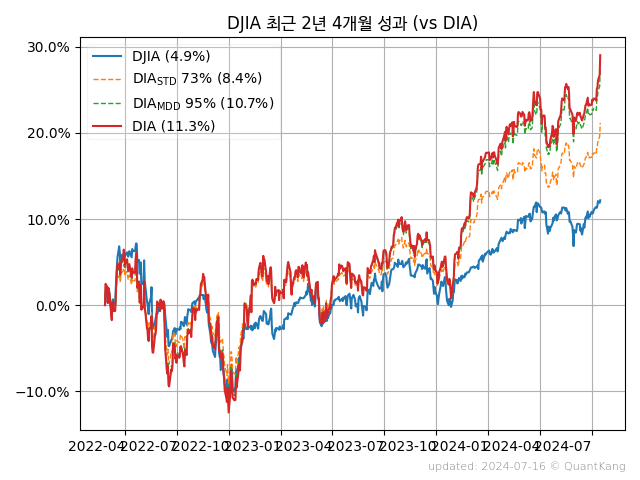 DJIA 최근 2년 4개월 성과 (vs DIA)
30.0%
20.0%
10.0%
0.0%
−10.0%
DJIA (4.9%)
DIA_STD 73% (8.4%)
DIA_MDD 95% (10.7%)
DIA (11.3%)
2022-04 2022-07 2022-10 2023-01 2023-04 2023-07 2023-10 2024-01 2024-04 2024-07
updated: 2024-07-16 © QuantKang